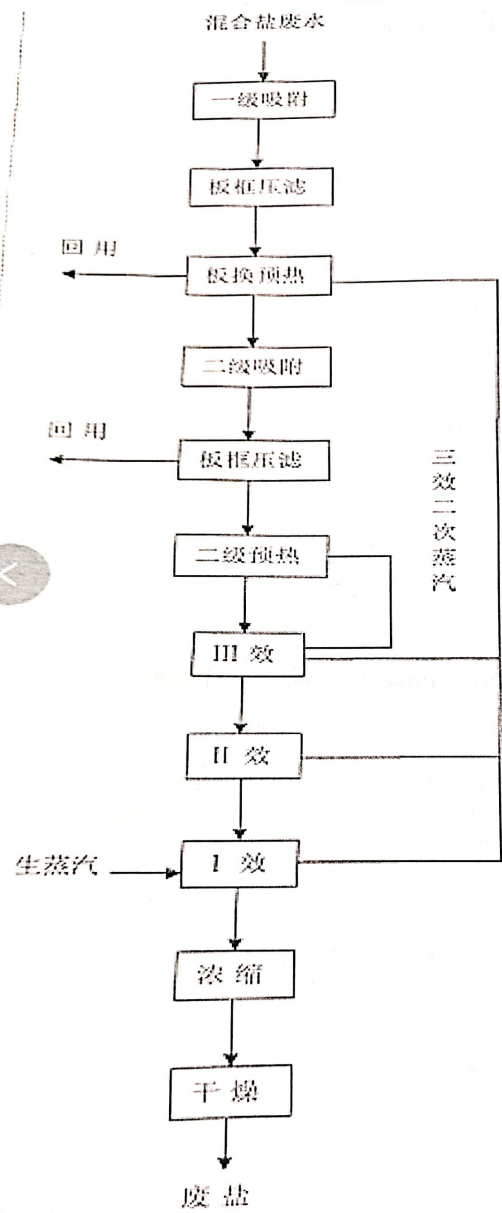 混合盐废水
一级吸附
板框压滤
回用
板换预热
二级吸附
回用
板框压滤
三效二次蒸汽
二级预热
III 效
II 效
生蒸汽
I 效
浓缩
干燥
废盐